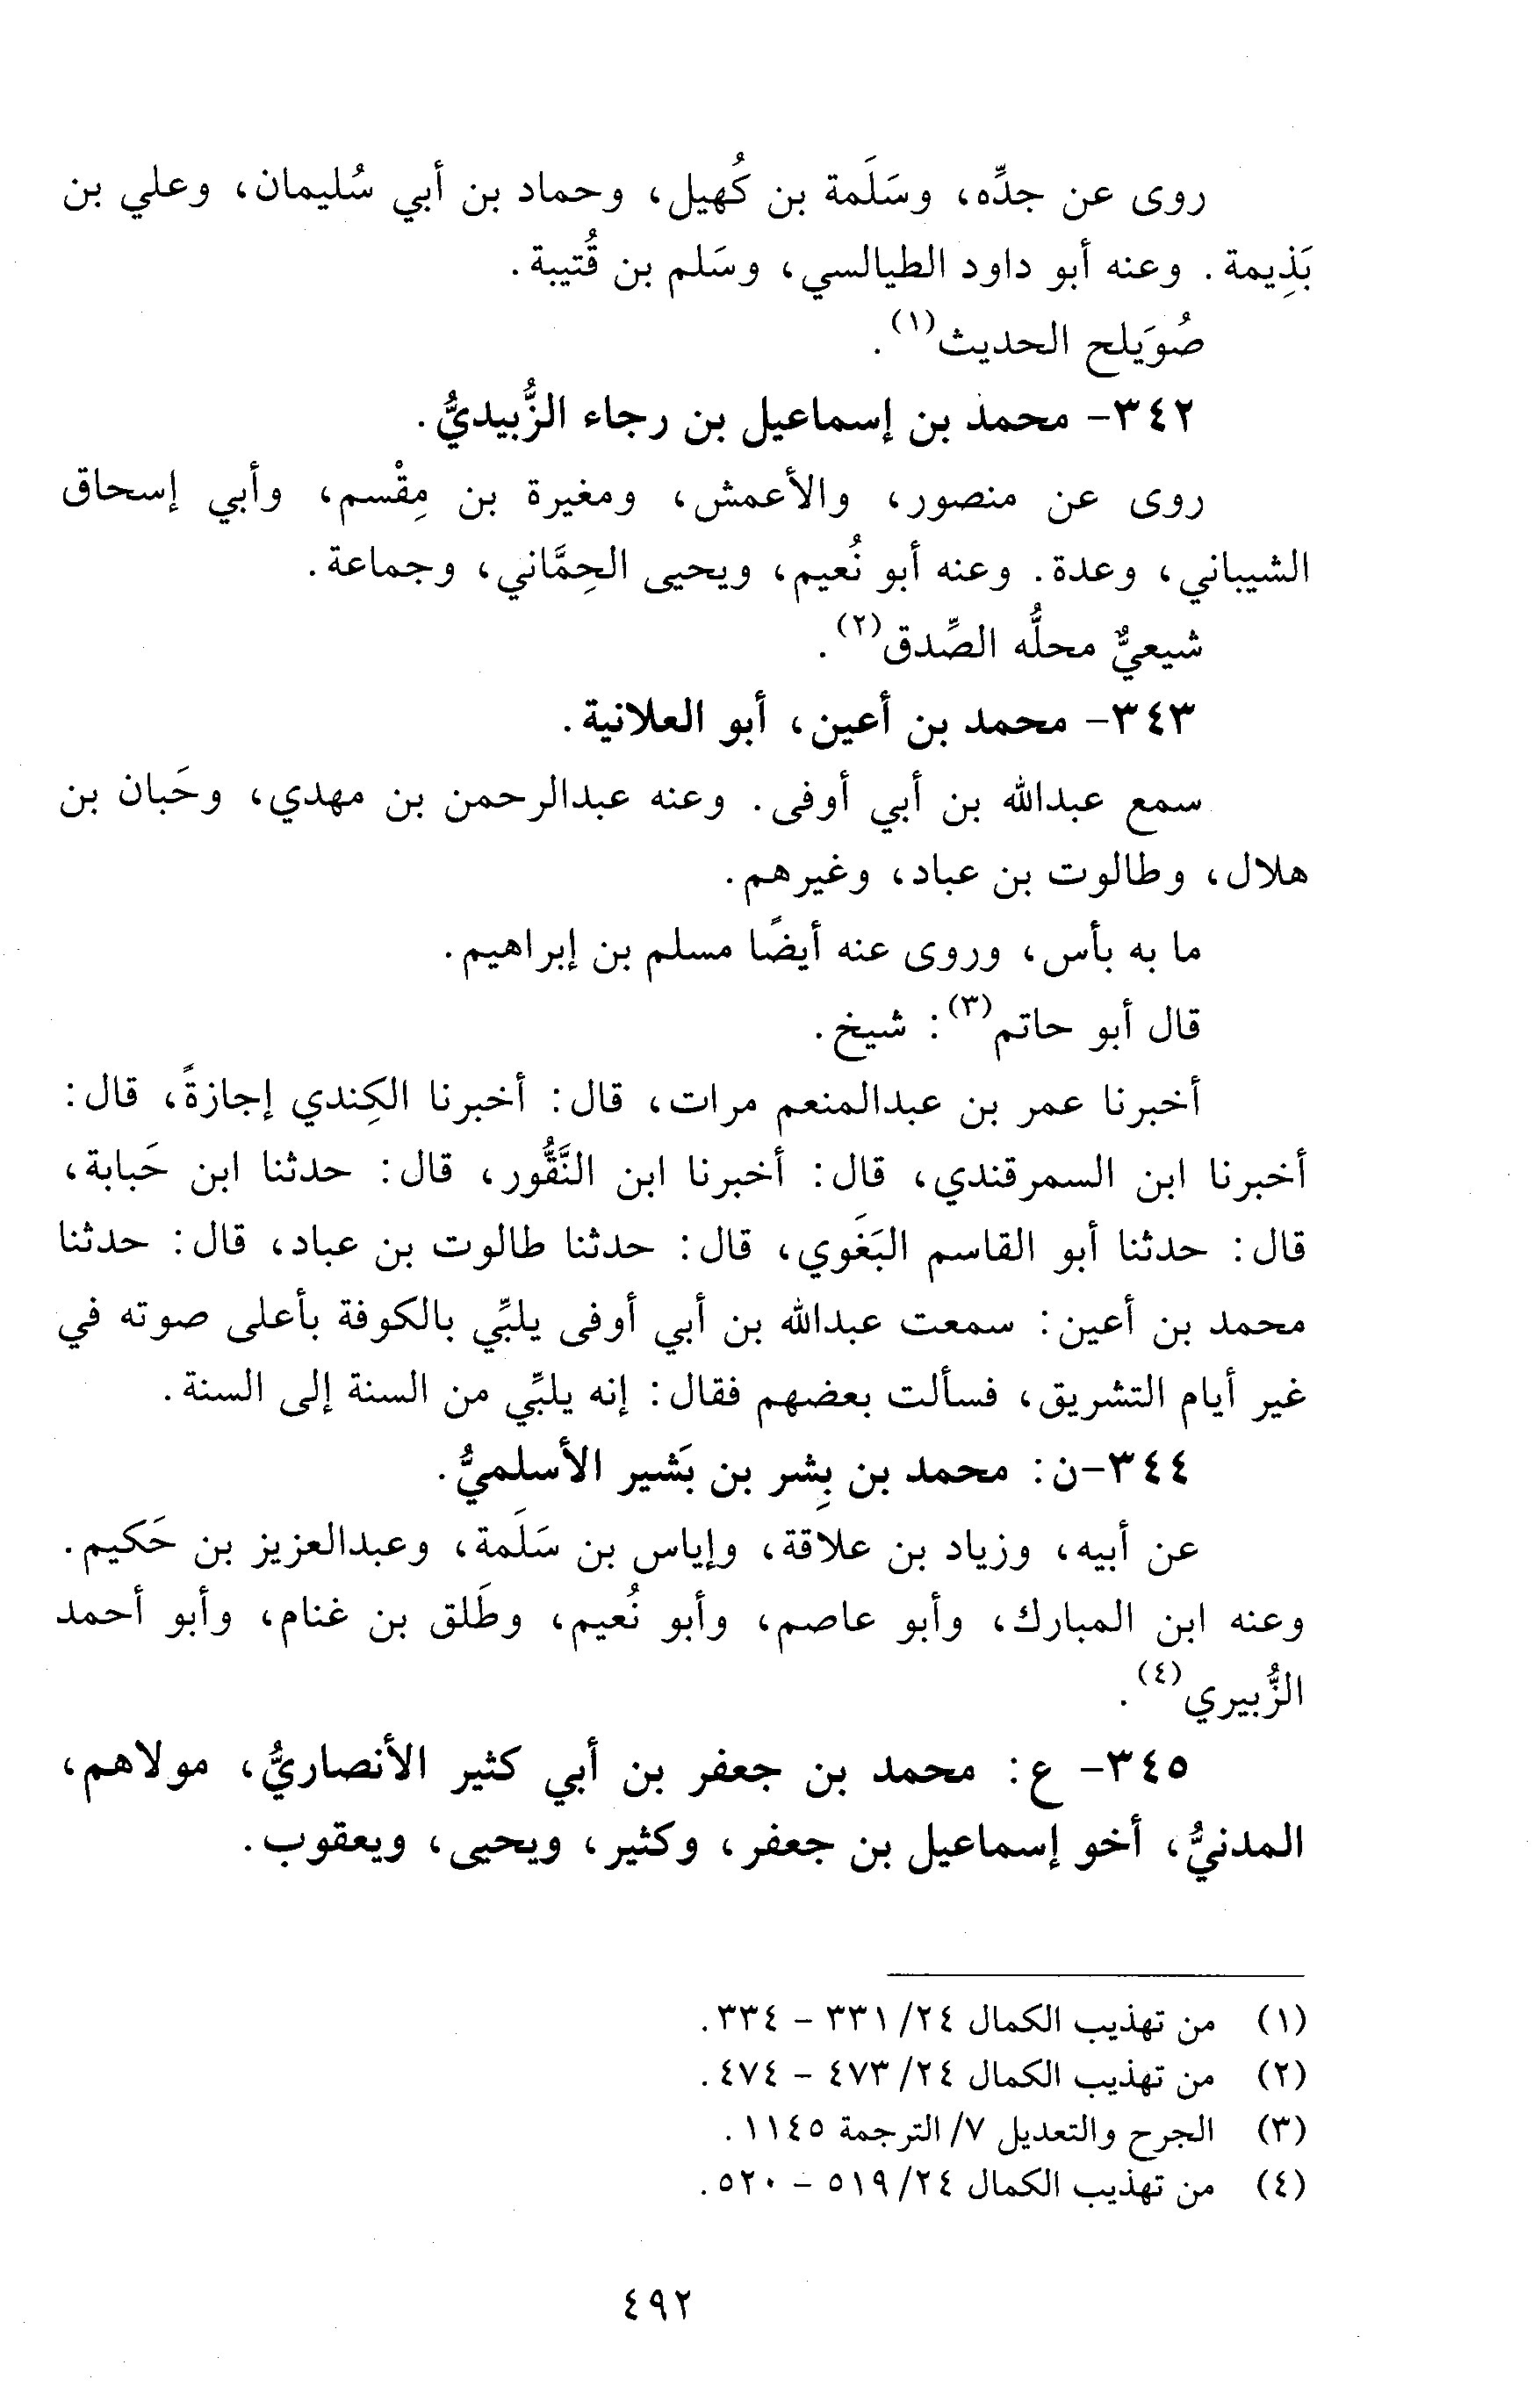 روى عن جدِّه، وسَلَمة بن كُهيل، وحماد بن أبي سُليمان، وعلي بن
بَذِيمة. وعنه أبو داود الطيالسي، وسَلم بن قُتيبة.
صُوَيلح الحديث(١).
٣٤٢- محمد بن إسماعيل بن رجاء الزُّبيديُّ.
روى عن منصور، والأعمش، ومغيرة بن مِقْسم، وأبي إسحاق
الشيباني، وعدة. وعنه أبو نُعيم، ويحيى الحِمَّاني، وجماعة.
شيعيٌّ محلُّه الصِّدق(٢).
٣٤٣- محمد بن أعين، أبو العلانية.
سمع عبدالله بن أبي أوفى. وعنه عبدالرحمن بن مهدي، وحَبان بن
هلال، وطالوت بن عباد، وغيرهم.
ما به بأس، وروى عنه أيضًا مسلم بن إبراهيم.
قال أبو حاتم(٣): شيخ.
أخبرنا عمر بن عبدالمنعم مرات، قال: أخبرنا الكِندي إجازةً، قال:
أخبرنا ابن السمرقندي، قال: أخبرنا ابن النَّقُّور، قال: حدثنا ابن حَبابة،
قال: حدثنا أبو القاسم البَغَوي، قال: حدثنا طالوت بن عباد، قال: حدثنا
محمد بن أعين: سمعت عبدالله بن أبي أوفى يلبِّي بالكوفة بأعلى صوته في
غير أيام التشريق، فسألت بعضهم فقال: إنه يلبِّي من السنة إلى السنة.
٣٤٤-ن: محمد بن بِشر بن بَشير الأسلميُّ.
عن أبيه، وزياد بن علاقة، وإياس بن سَلَمة، وعبدالعزيز بن حَكيم.
وعنه ابن المبارك، وأبو عاصم، وأبو نُعيم، وطَلق بن غنام، وأبو أحمد
الزُّبيري(٤).
٣٤٥- ع: محمد بن جعفر بن أبي كثير الأنصاريُّ، مولاهم،
المدنيُّ، أخو إسماعيل بن جعفر، وكثير، ويحيى، ويعقوب.
(١) من تهذيب الكمال ٢٤/ ٣٣١ - ٣٣٤.
(٢) من تهذيب الكمال ٢٤/ ٤٧٣ - ٤٧٤.
(٣) الجرح والتعديل ٧/ الترجمة ١١٤٥.
(٤) من تهذيب الكمال ٢٤/ ٥١٩ - ٥٢٠.
٤٩٢